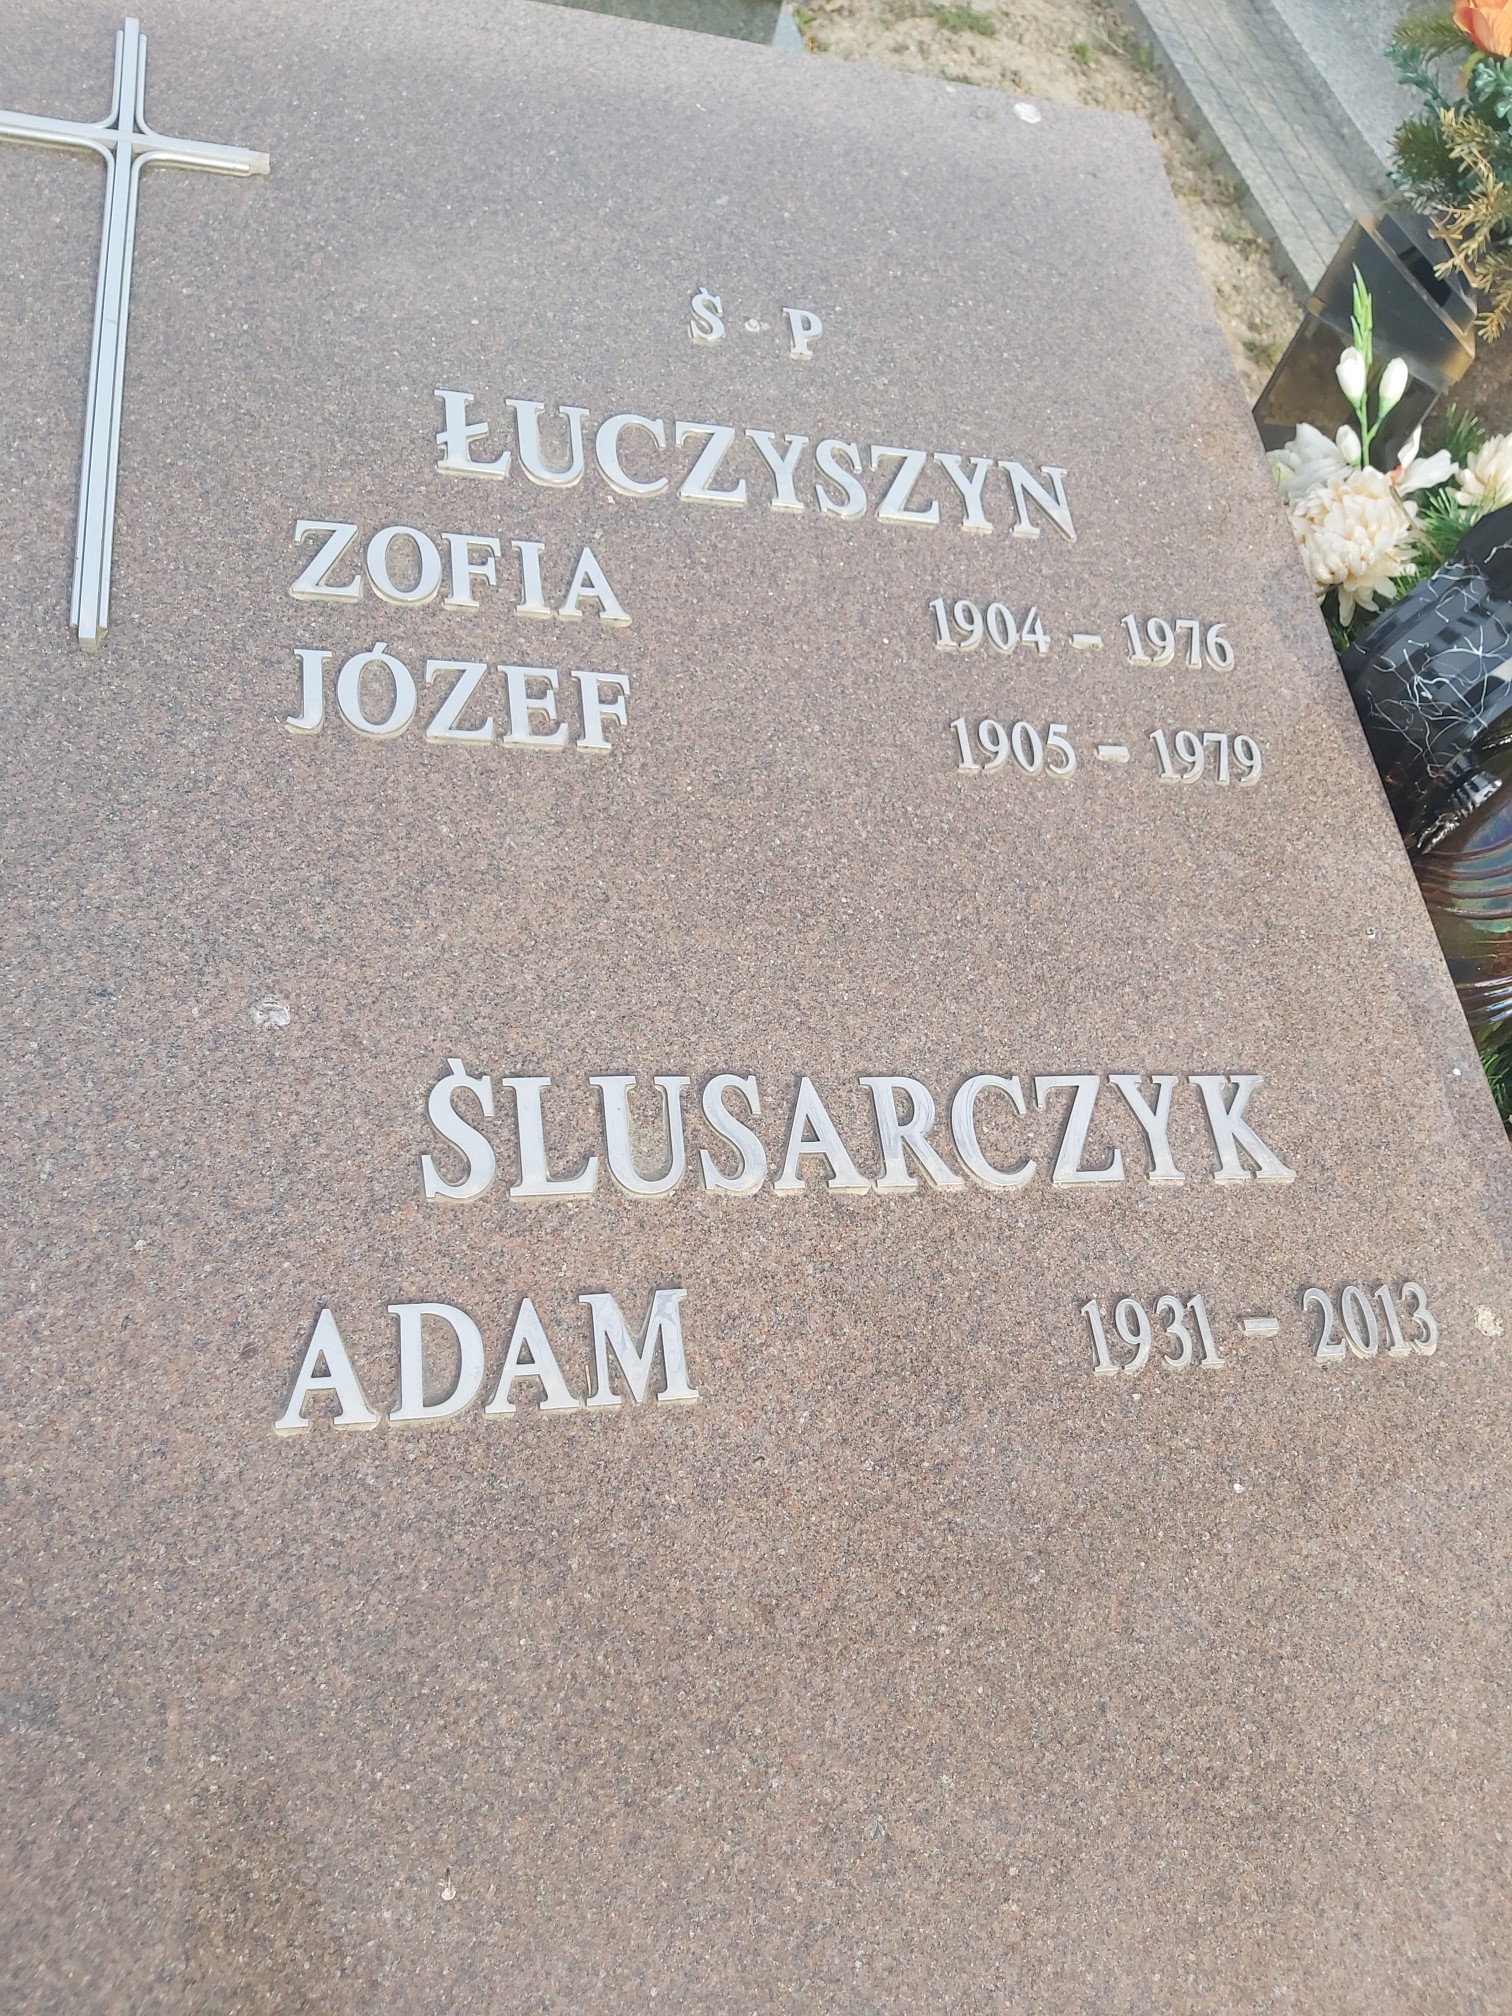 Ś · P
ŁUCZYSZYN
ZOFIA 1904 – 1976
JÓZEF 1905 – 1979
ŚLUSARCZYK
ADAM 1931 – 2013